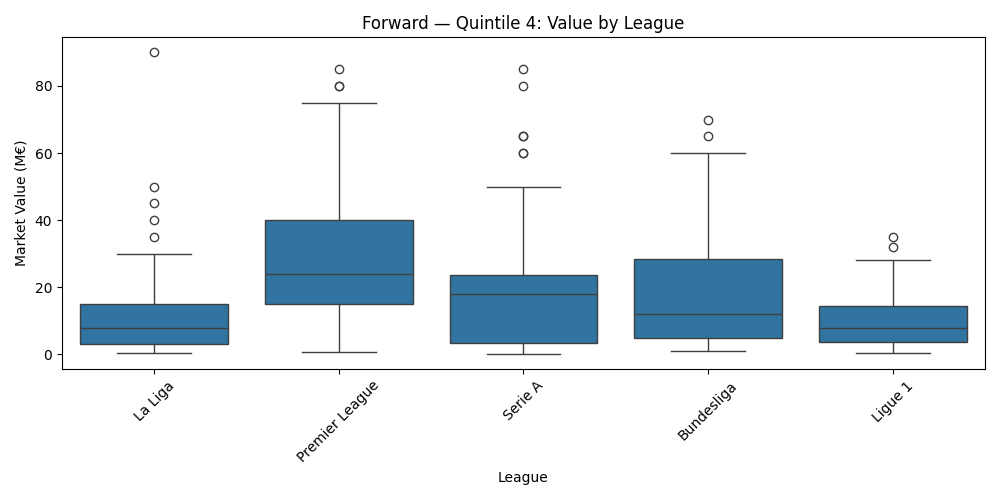 Forward — Quintile 4: Value by League
Market Value (M€)
80
60
40
20
0
La Liga
Premier League
Serie A
Bundesliga
Ligue 1
League